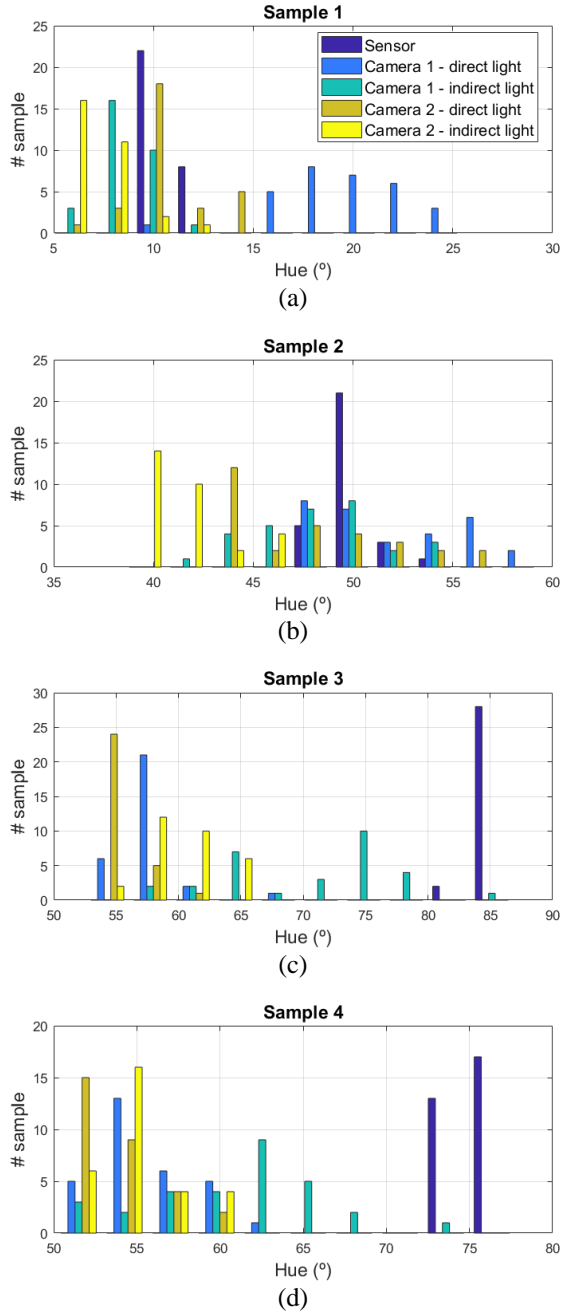 Sample 1
25
20
15
10
5
0
# sample
Sensor
Camera 1 - direct light
Camera 1 - indirect light
Camera 2 - direct light
Camera 2 - indirect light
5 10 15 20 25 30
Hue (º)
(a)
Sample 2
25
20
15
10
5
0
# sample
35 40 45 50 55 60
Hue (º)
(b)
Sample 3
30
25
20
15
10
5
0
# sample
50 55 60 65 70 75 80 85 90
Hue (º)
(c)
Sample 4
20
15
10
5
0
# sample
50 55 60 65 70 75 80
Hue (º)
(d)